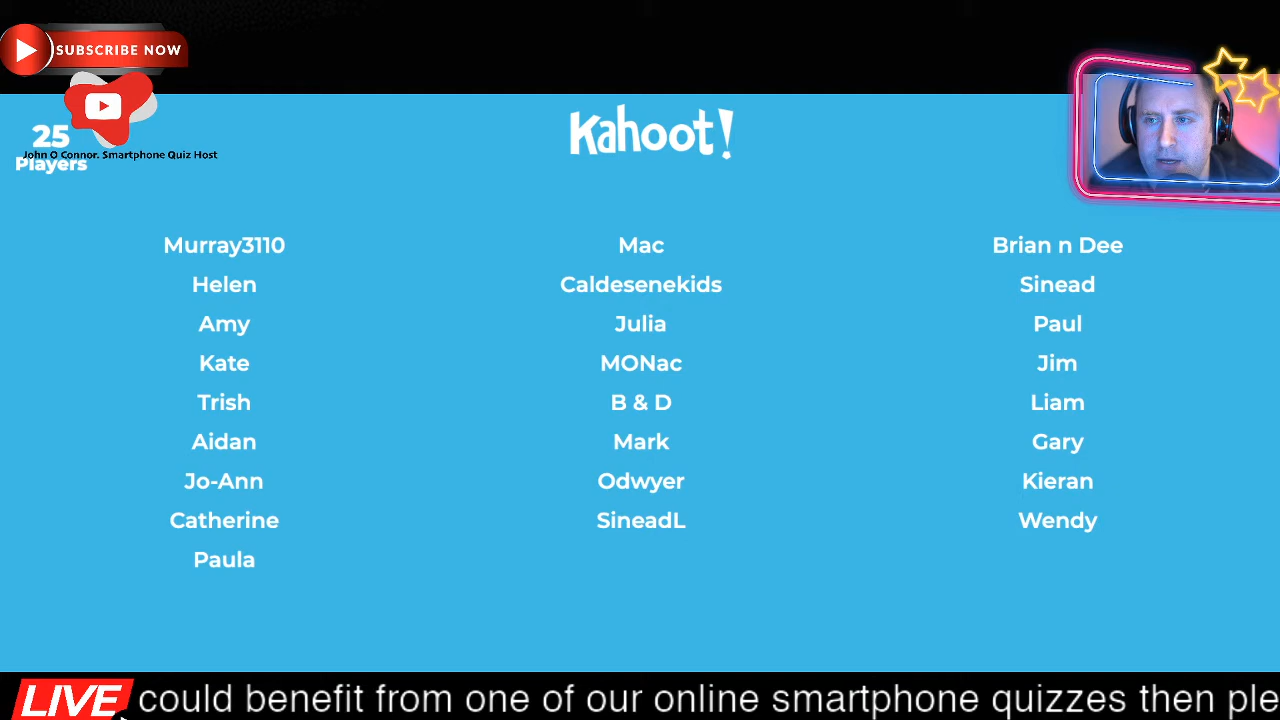 SUBSCRIBE NOW
Kahoot!
25
John O Connor. Smartphone Quiz Host
Players
Murray3110
Mac
Brian n Dee
Helen
Caldesenekids
Sinead
Amy
Julia
Paul
Kate
MONac
Jim
Trish
B & D
Liam
Aidan
Mark
Gary
Jo-Ann
Odwyer
Kieran
Catherine
SineadL
Wendy
Paula
LIVE
could benefit from one of our online smartphone quizzes then ple